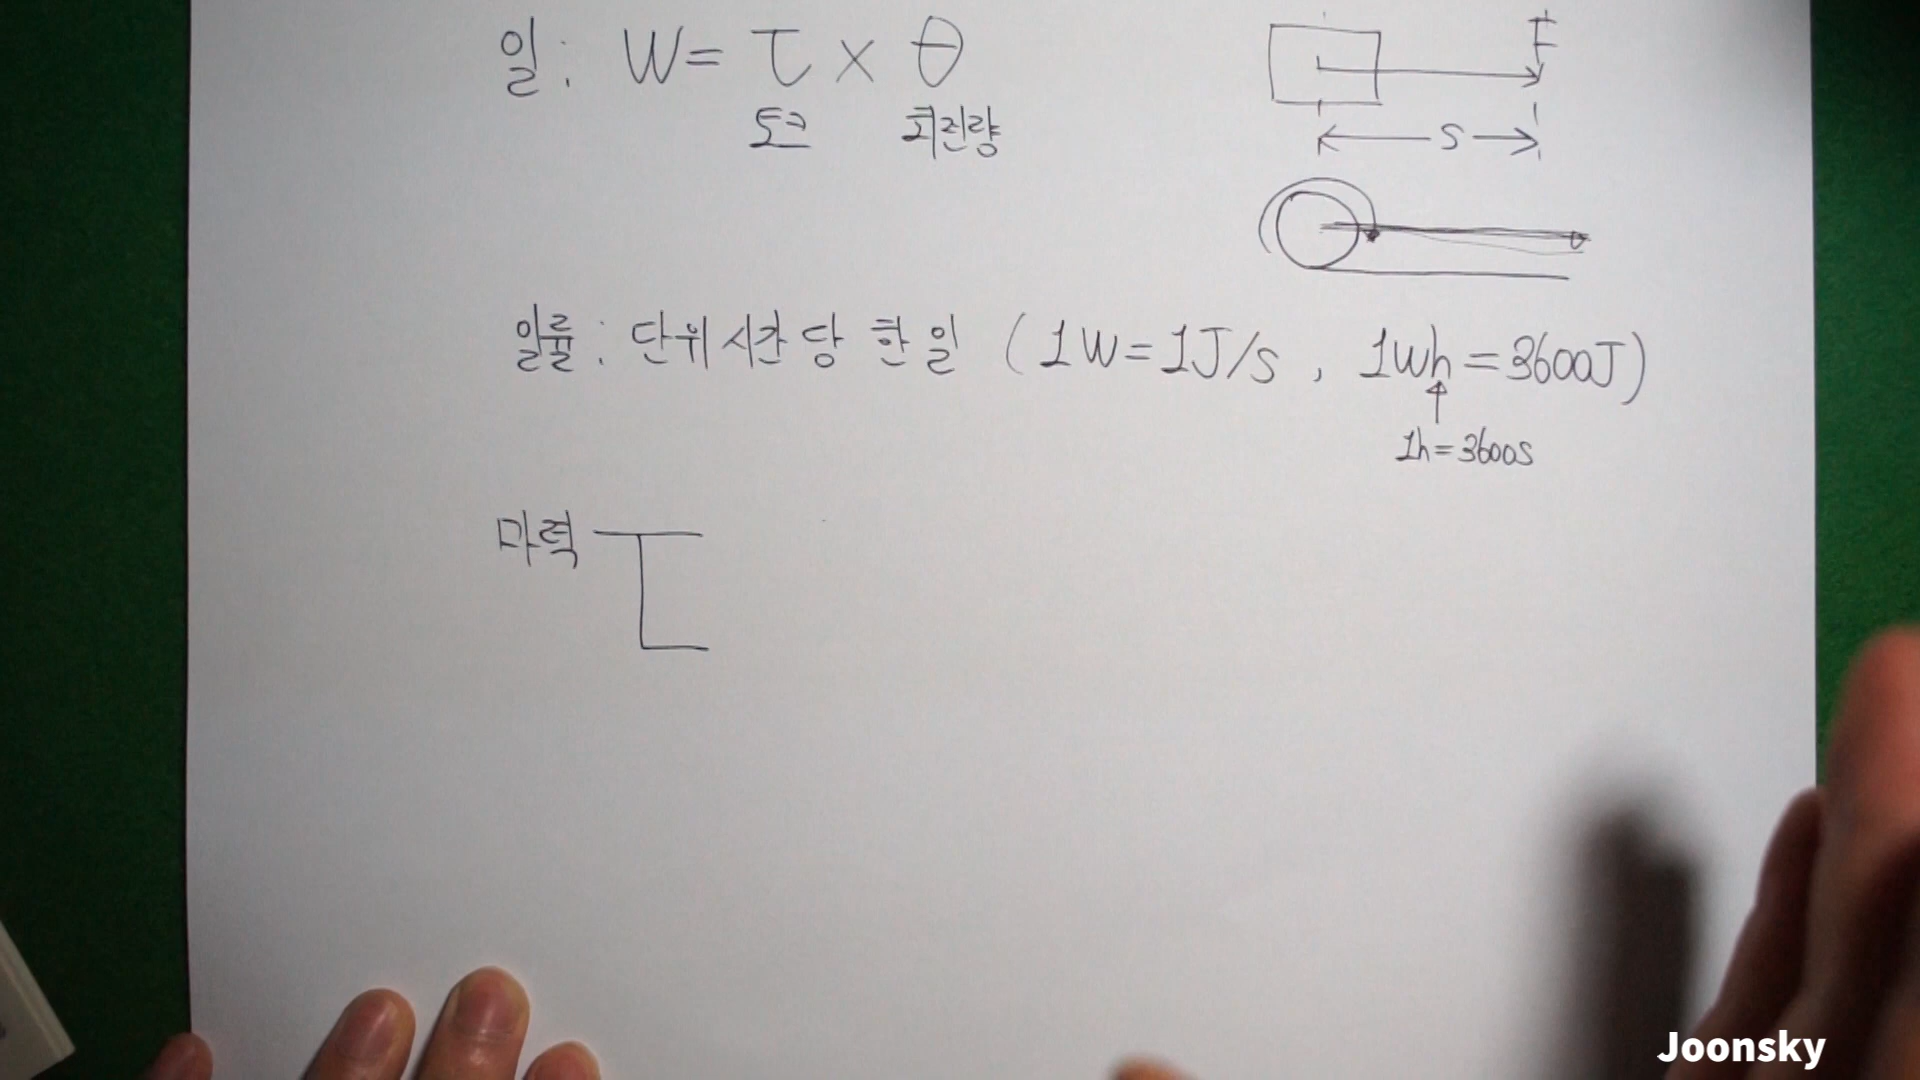 일: W= τ × θ
토크 회전량
F
S
일률: 단위시간당 한 일 (1W=1J/s, 1Wh=3600J)
1h=3600s
마력
Joonsky